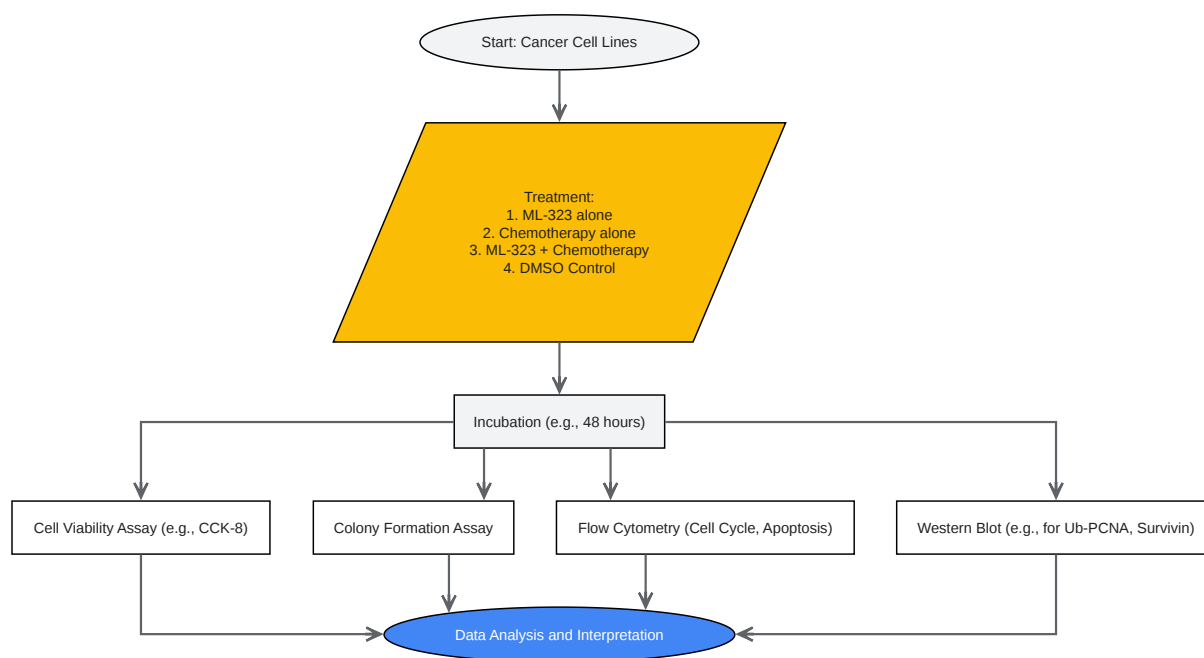 Start: Cancer Cell Lines
Treatment:
1. ML-323 alone
2. Chemotherapy alone
3. ML-323 + Chemotherapy
4. DMSO Control
Incubation (e.g., 48 hours)
Cell Viability Assay (e.g., CCK-8)
Colony Formation Assay
Flow Cytometry (Cell Cycle, Apoptosis)
Western Blot (e.g., for Ub-PCNA, Survivin)
Data Analysis and Interpretation